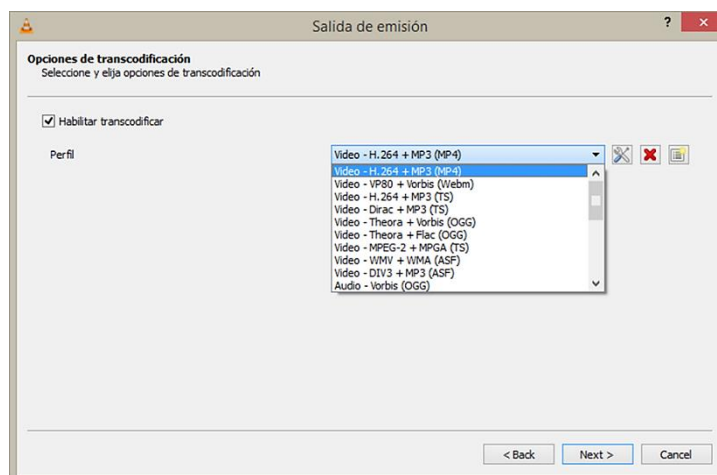 Salida de emisión
?
x
Opciones de transcodificación
Seleccione y elija opciones de transcodificación
Habilitar transcodificar
Perfil
Video - H.264 + MP3 (MP4)
Video - H.264 + MP3 (MP4)
Video - VP80 + Vorbis (Webm)
Video - H.264 + MP3 (TS)
Video - Dirac + MP3 (TS)
Video - Theora + Vorbis (OGG)
Video - Theora + Flac (OGG)
Video - MPEG-2 + MPGA (TS)
Video - WMV + WMA (ASF)
Video - DIV3 + MP3 (ASF)
Audio - Vorbis (OGG)
< Back
Next >
Cancel